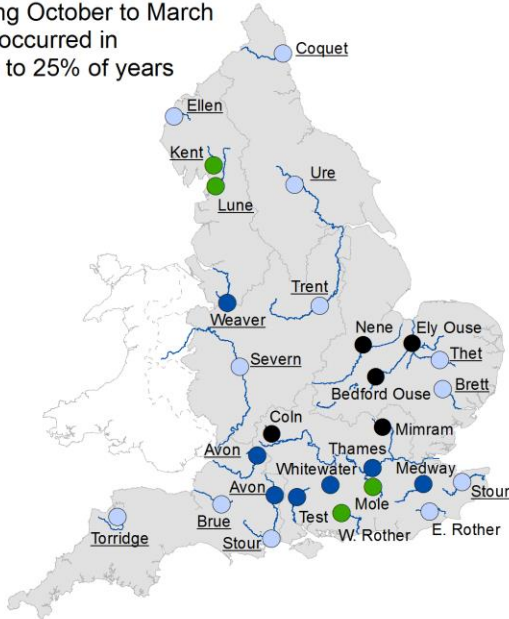 ng October to March
occurred in
to 25% of years
Coquet
Ellen
Kent
Ure
Lune
Trent
Weaver
Nene
Ely Ouse
Thet
Severn
Bedford Ouse
Brett
Coln
Mimram
Avon
Thames
Whitewater
Medway
Avon
Stour
Mole
Test
Brue
W. Rother
E. Rother
Torridge
Stour